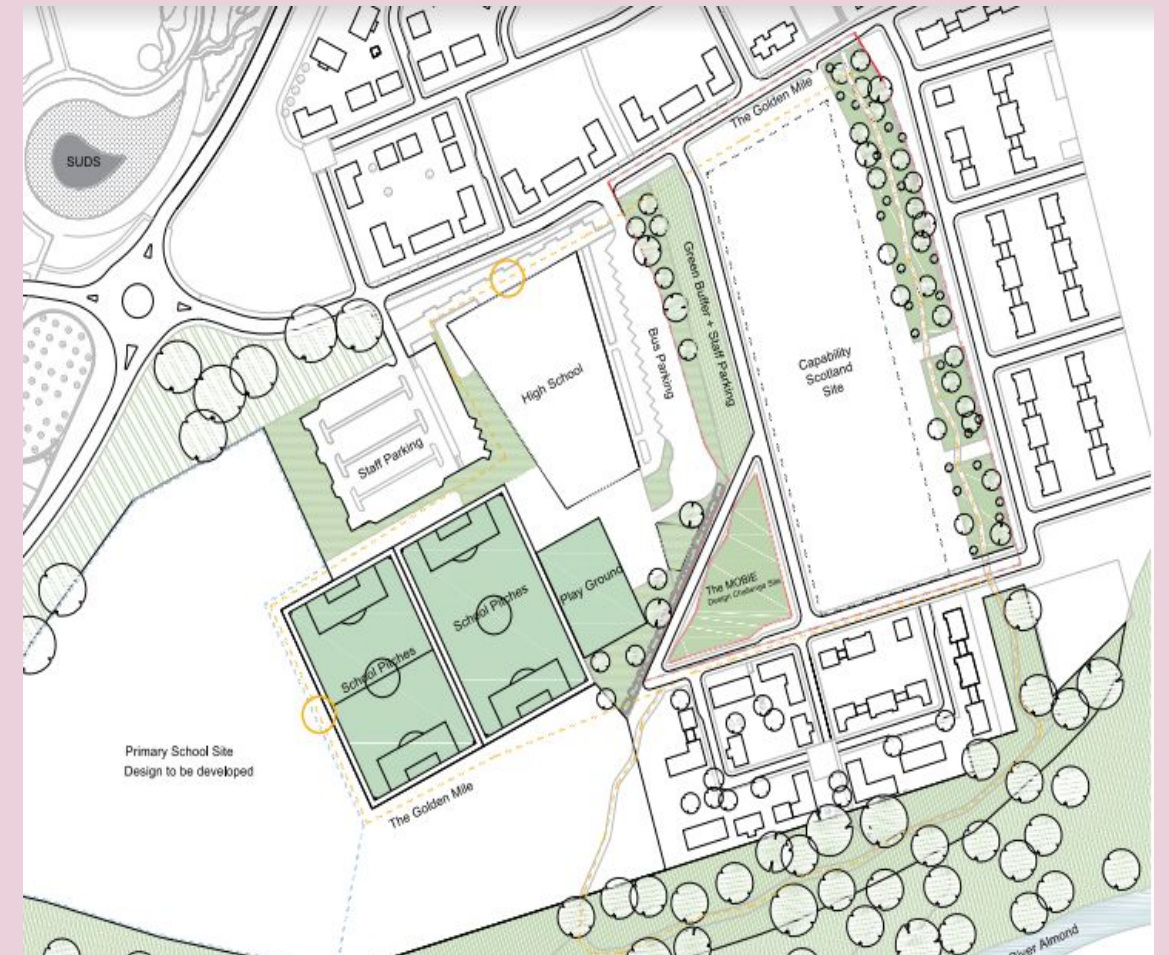 SUDS
The Golden Mile
High School
Bus Parking
Green Buffer + Staff Parking
Capability
Scotland
Site
Staff Parking
School Pitches
School Pitches
Play Ground
The MOBIE
Design Challenge Site
Primary School Site
Design to be developed
The Golden Mile
River Almond